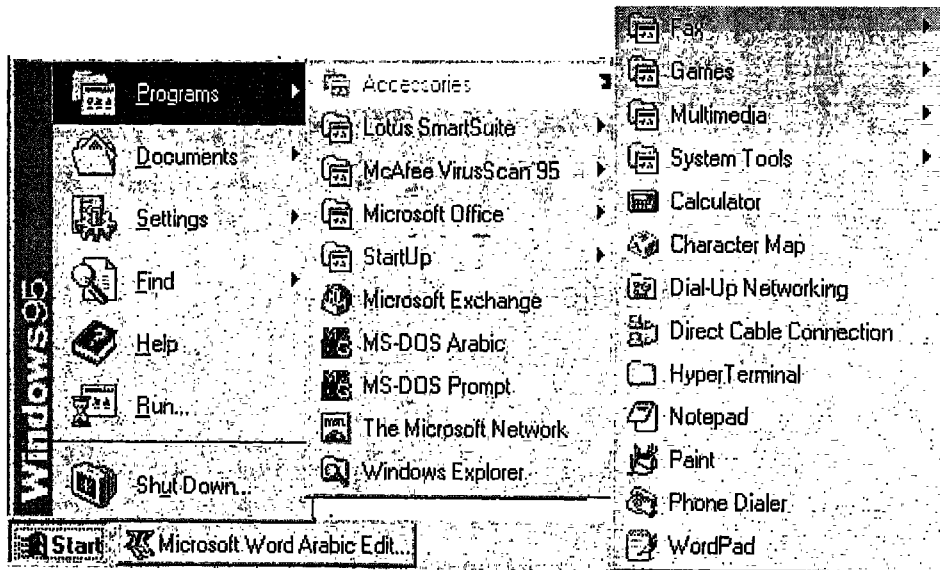 Programs
Documents
Settings
Find
Help
Run...
Shut Down...
Windows95
Start
Microsoft Word Arabic Edit...
Accessories
Lotus SmartSuite
McAfee VirusScan'95
Microsoft Office
StartUp
Microsoft Exchange
MS-DOS Arabic
MS-DOS Prompt
The Microsoft Network
Windows Explorer
Fax
Games
Multimedia
System Tools
Calculator
Character Map
Dial-Up Networking
Direct Cable Connection
HyperTerminal
Notepad
Paint
Phone Dialer
WordPad